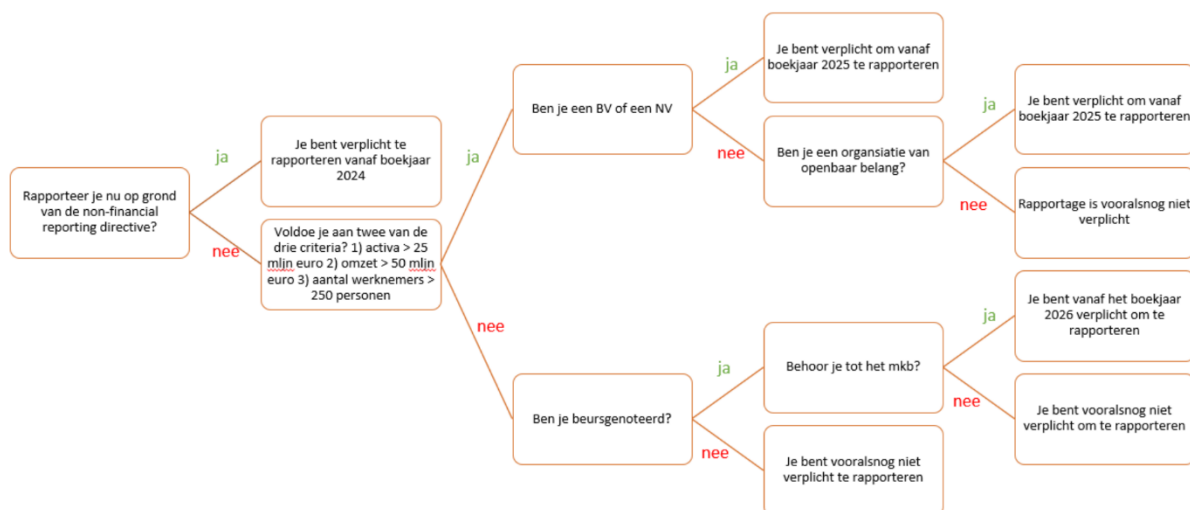 Rapporteer je nu op grond
van de non-financial
reporting directive?
ja
nee
Je bent verplicht te
rapporteren vanaf boekjaar
2024
Voldoe je aan twee van de
drie criteria? 1) activa > 25
mljn euro 2) omzet > 50 mljn
euro 3) aantal werknemers >
250 personen
ja
nee
Ben je een BV of een NV
ja
nee
Je bent verplicht om vanaf
boekjaar 2025 te rapporteren
Ben je een organsiatie van
openbaar belang?
ja
nee
Je bent verplicht om vanaf
boekjaar 2025 te rapporteren
Rapportage is vooralsnog niet
verplicht
Ben je beursgenoteerd?
ja
nee
Behoor je tot het mkb?
ja
nee
Je bent vanaf het boekjaar
2026 verplicht om te
rapporteren
Je bent vooralsnog niet
verplicht om te rapporteren
Je bent vooralsnog niet
verplicht te rapporteren